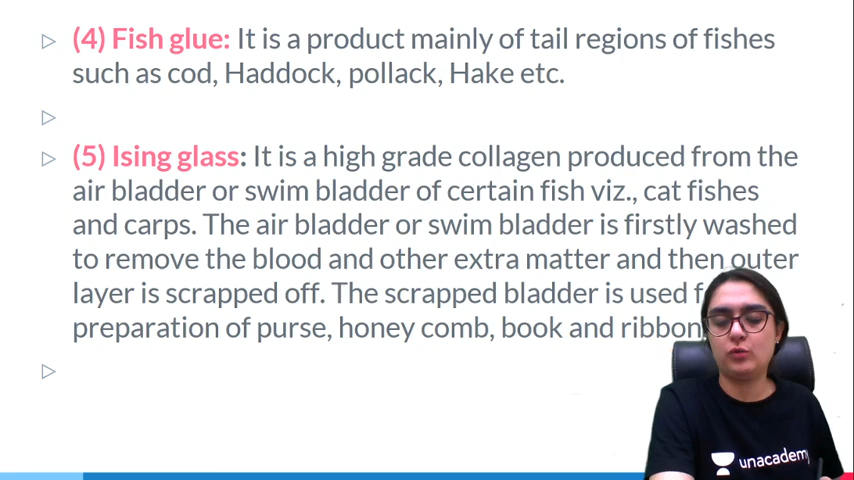 (4) Fish glue: It is a product mainly of tail regions of fishes
such as cod, Haddock, pollack, Hake etc.
(5) Ising glass: It is a high grade collagen produced from the
air bladder or swim bladder of certain fish viz., cat fishes
and carps. The air bladder or swim bladder is firstly washed
to remove the blood and other extra matter and then outer
layer is scrapped off. The scrapped bladder is used
preparation of purse, honey comb, book and ribbon
unacademy